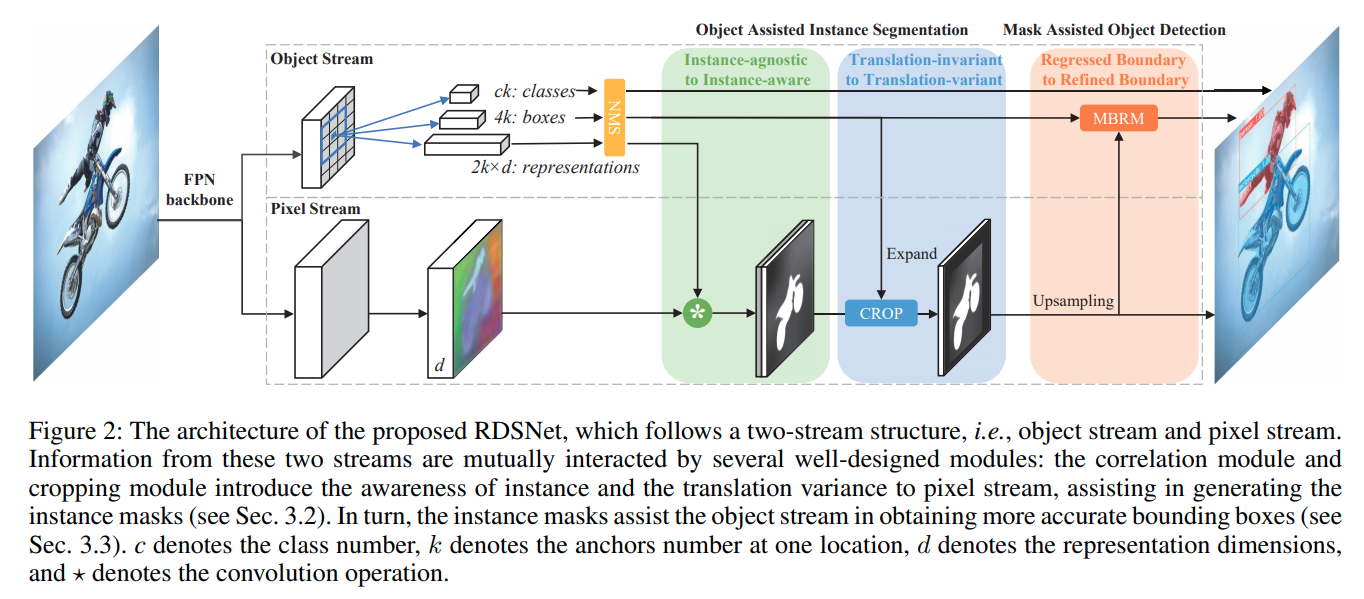 Object Assisted Instance Segmentation
Mask Assisted Object Detection
Object Stream
Instance-agnostic
to Instance-aware
Translation-invariant
to Translation-variant
Regressed Boundary
to Refined Boundary
ck: classes
4k: boxes
NMS
MBRM
2k×d: representations
FPN
backbone
Pixel Stream
Expand
Upsampling
*
CROP
d
Figure 2: The architecture of the proposed RDSNet, which follows a two-stream structure, i.e., object stream and pixel stream.
Information from these two streams are mutually interacted by several well-designed modules: the correlation module and
cropping module introduce the awareness of instance and the translation variance to pixel stream, assisting in generating the
instance masks (see Sec. 3.2). In turn, the instance masks assist the object stream in obtaining more accurate bounding boxes (see
Sec. 3.3). c denotes the class number, k denotes the anchors number at one location, d denotes the representation dimensions,
and ⋆ denotes the convolution operation.